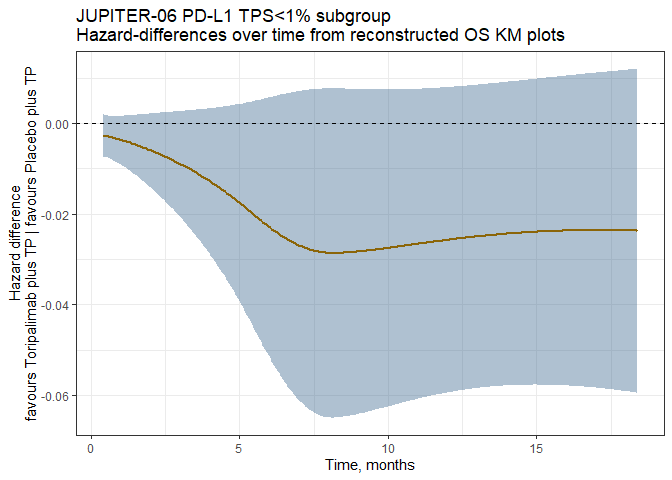 JUPITER-06 PD-L1 TPS<1% subgroup
Hazard-differences over time from reconstructed OS KM plots
Hazard difference
favours Toripalimab plus TP | favours Placebo plus TP
0.00
-0.02
-0.04
-0.06
0
5
10
15
Time, months